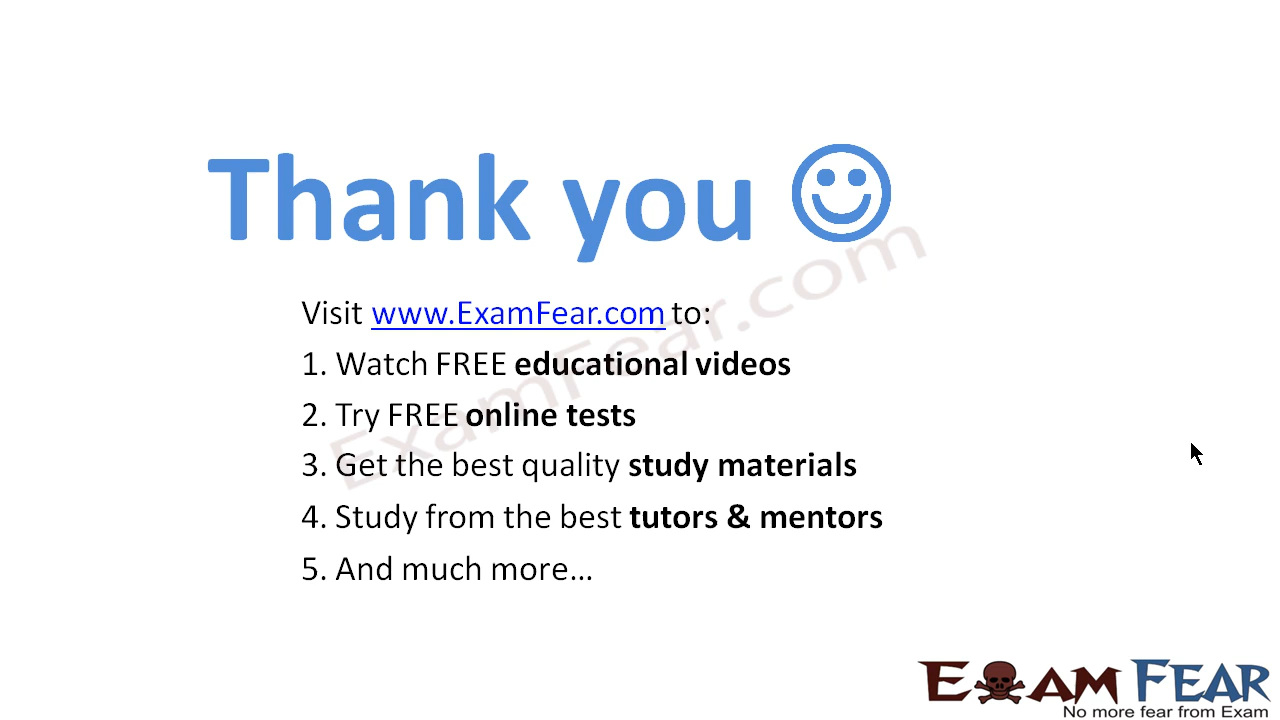 Thank you ☺
Visit www.ExamFear.com to:
1. Watch FREE educational videos
2. Try FREE online tests
3. Get the best quality study materials
4. Study from the best tutors & mentors
5. And much more…
ExamFear.com
EXAM FEAR
No more fear from Exam